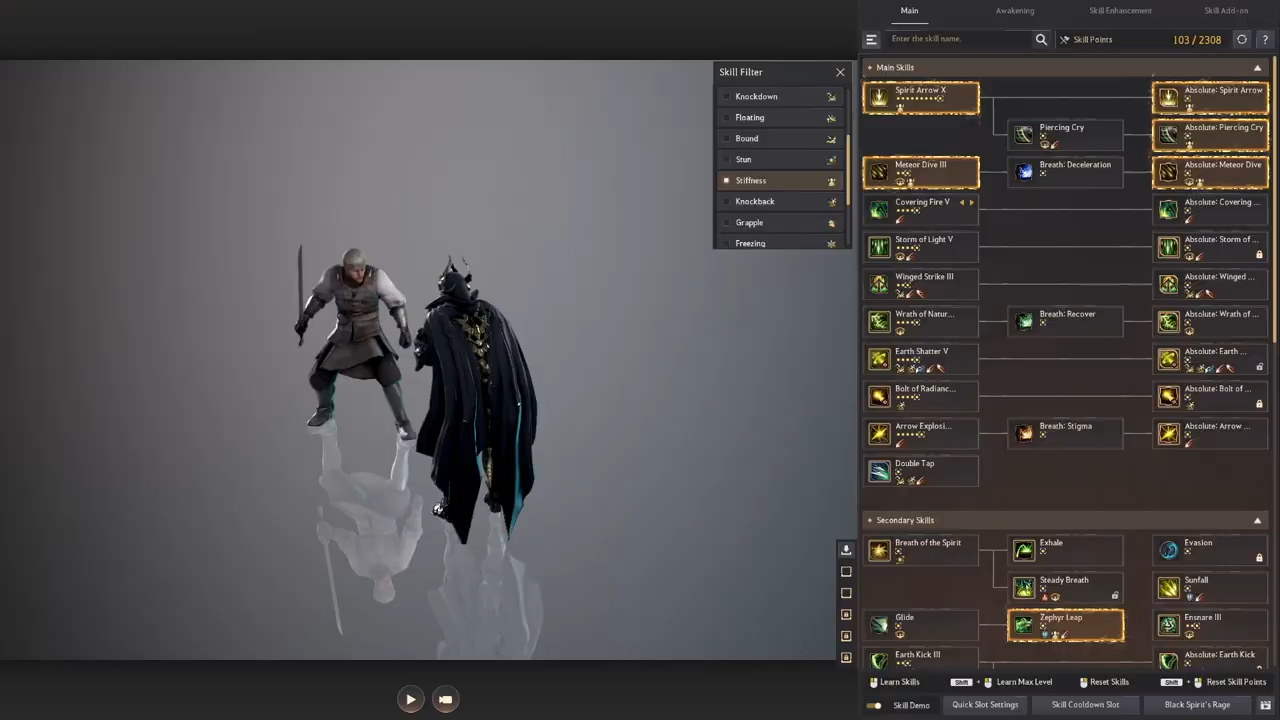 Main
Awakening
Skill Enhancement
Skill Add-on
Enter the skill name.
Skill Points
103 / 2308
?
Skill Filter
Knockdown
Floating
Bound
Stun
Stiffness
Knockback
Grapple
Freezing
Main Skills
Spirit Arrow X
Absolute: Spirit Arrow
Piercing Cry
Absolute: Piercing Cry
Meteor Dive III
Breath: Deceleration
Absolute: Meteor Dive
Covering Fire V
Absolute: Covering ...
Storm of Light V
Absolute: Storm of ...
Winged Strike III
Absolute: Winged ...
Wrath of Natur...
Breath: Recover
Absolute: Wrath of ...
Earth Shatter V
Absolute: Earth ...
Bolt of Radianc...
Absolute: Bolt of ...
Arrow Explosi...
Breath: Stigma
Absolute: Arrow ...
Double Tap
Secondary Skills
Breath of the Spirit
Exhale
Evasion
Steady Breath
Sunfall
Glide
Zephyr Leap
Ensnare III
Earth Kick III
Absolute: Earth Kick
Learn Skills
Shift + Learn Max Level
Reset Skills
Shift + Reset Skill Points
Skill Demo
Quick Slot Settings
Skill Cooldown Slot
Black Spirit's Rage